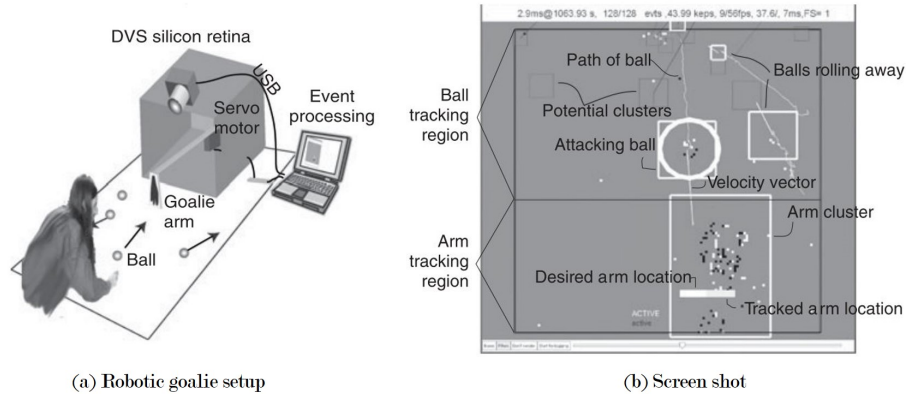 DVS silicon retina
USB
Servo
motor
Event
processing
Goalie
arm
Ball
(a) Robotic goalie setup
2.9ms@1063.93 s, 128/128 evts ,43.99 keps, 9/56fps, 37.6/, 7ms,FS= 1
Path of ball
Balls rolling away
Ball
tracking
region
Potential clusters
Attacking ball
Velocity vector
Arm cluster
Arm
tracking
region
Desired arm location
Tracked arm location
ACTIVE
active
(b) Screen shot